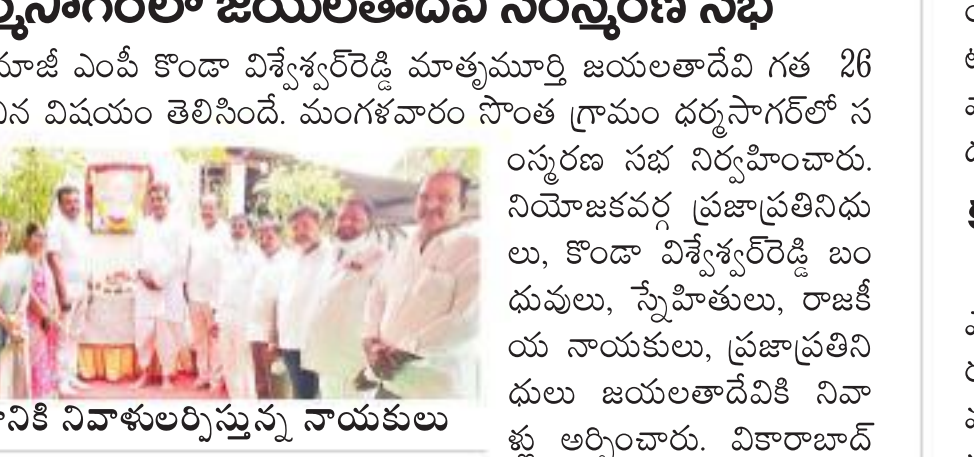 జయలతాదేవి సంస్మరణ సభ
మాజీ ఎంపీ కొండా విశ్వేశ్వర్‌రెడ్డి మాతృమూర్తి జయలతాదేవి గత 26
విషయం తెలిసిందే. మంగళవారం సొంత గ్రామం ధర్మసాగర్‌లో స
ంస్మరణ సభ నిర్వహించారు.
నియోజకవర్గ ప్రజాప్రతినిధు
లు, కొండా విశ్వేశ్వర్‌రెడ్డి బం
ధువులు, స్నేహితులు, రాజకీ
య నాయకులు, ప్రజాప్రతిని
ధులు జయలతాదేవికి నివా
ళ్లు అర్పించారు. వికారాబాద్
నివాళులర్పిస్తున్న నాయకులు